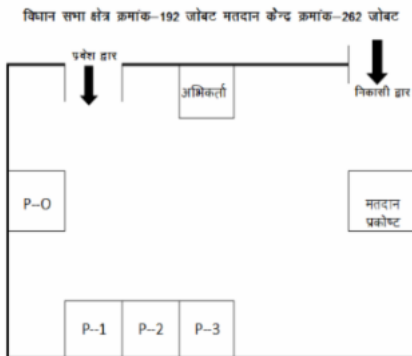 विधान सभा क्षेत्र क्रमांक–192 जोबट मतदान केन्द्र क्रमांक–262 जोबट
प्रवेश द्वार
अभिकर्ता
निकासी द्वार
P--O
मतदान
प्रकोष्ट
P--1 P--2 P--3